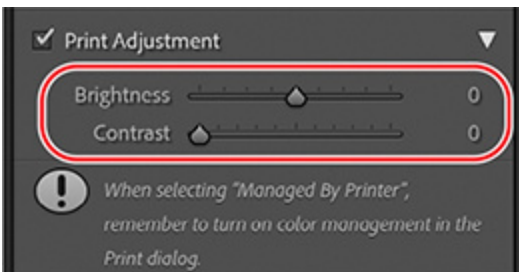 Print Adjustment
Brightness 0
Contrast 0
When selecting "Managed By Printer",
remember to turn on color management in the
Print dialog.